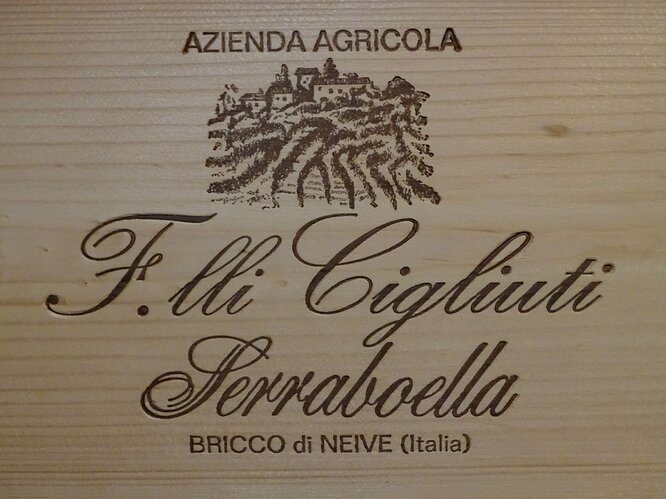 AZIENDA AGRICOLA
F.lli Cigliuti
Serraboella
BRICCO di NEIVE (Italia)